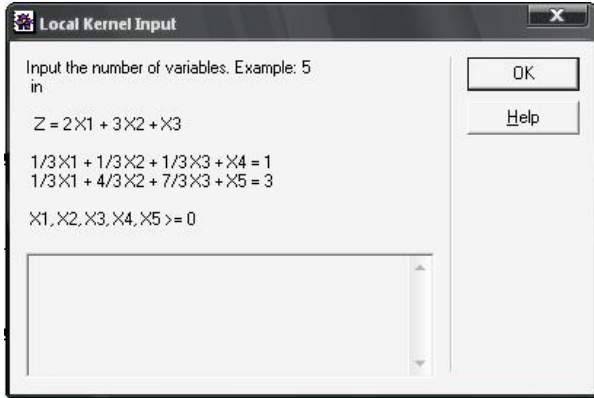 Local Kernel Input
Input the number of variables. Example: 5
in
Z = 2X1 + 3X2 + X3
1/3X1 + 1/3X2 + 1/3X3 + X4 = 1
1/3X1 + 4/3X2 + 7/3X3 + X5 = 3
X1, X2, X3, X4, X5 >= 0
OK
Help